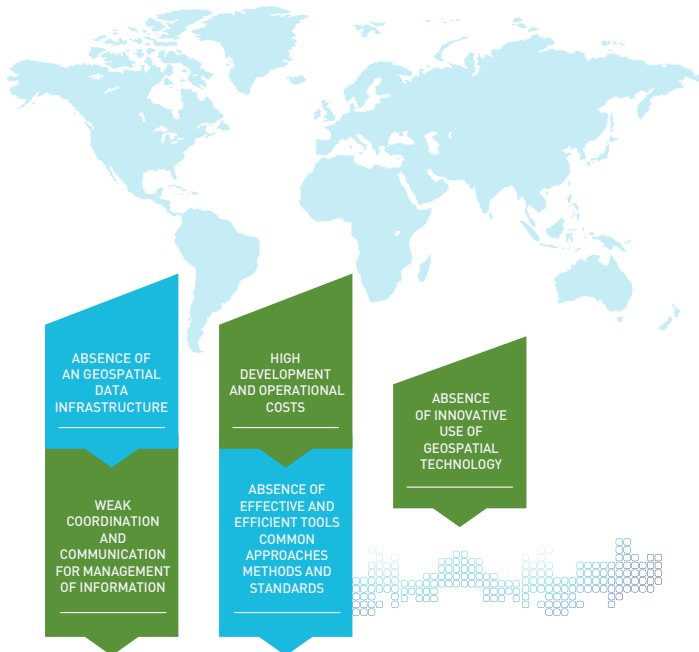 ABSENCE OF
AN GEOSPATIAL
DATA
INFRASTRUCTURE
WEAK
COORDINATION
AND
COMMUNICATION
FOR MANAGEMENT
OF INFORMATION
HIGH
DEVELOPMENT
AND OPERATIONAL
COSTS
ABSENCE OF
EFFECTIVE AND
EFFICIENT TOOLS
COMMON
APPROACHES
METHODS AND
STANDARDS
ABSENCE
OF INNOVATIVE
USE OF
GEOSPATIAL
TECHNOLOGY